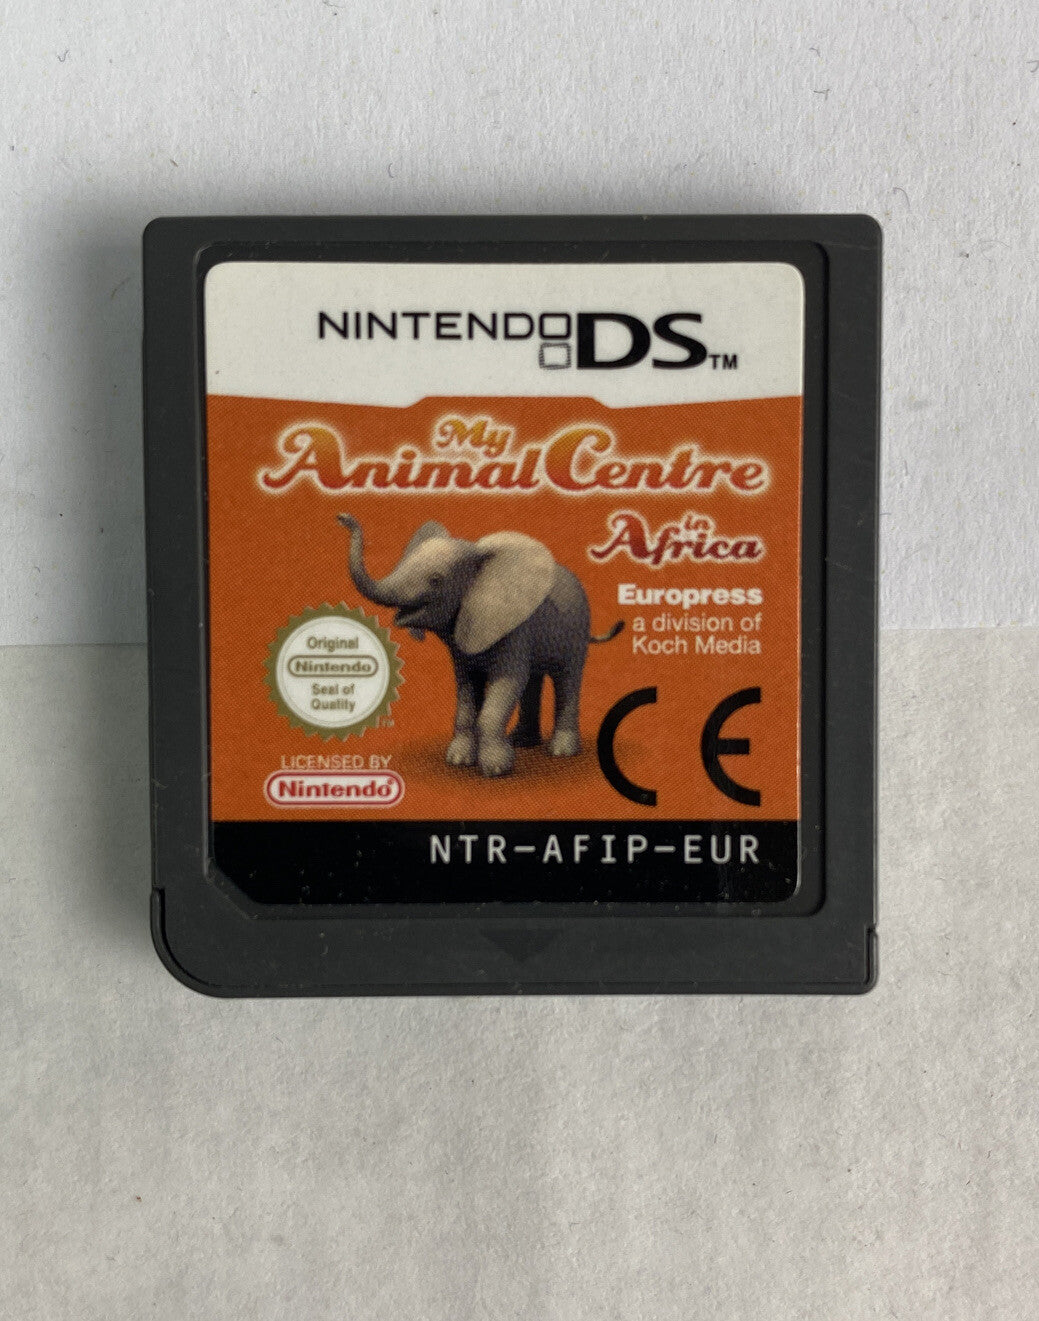 NINTENDO DS™
My
Animal Centre
in
Africa
Europress
a division of
Koch Media
Original
Nintendo
Seal of
Quality
TM
LICENSED BY
Nintendo®
CE
NTR-AFIP-EUR